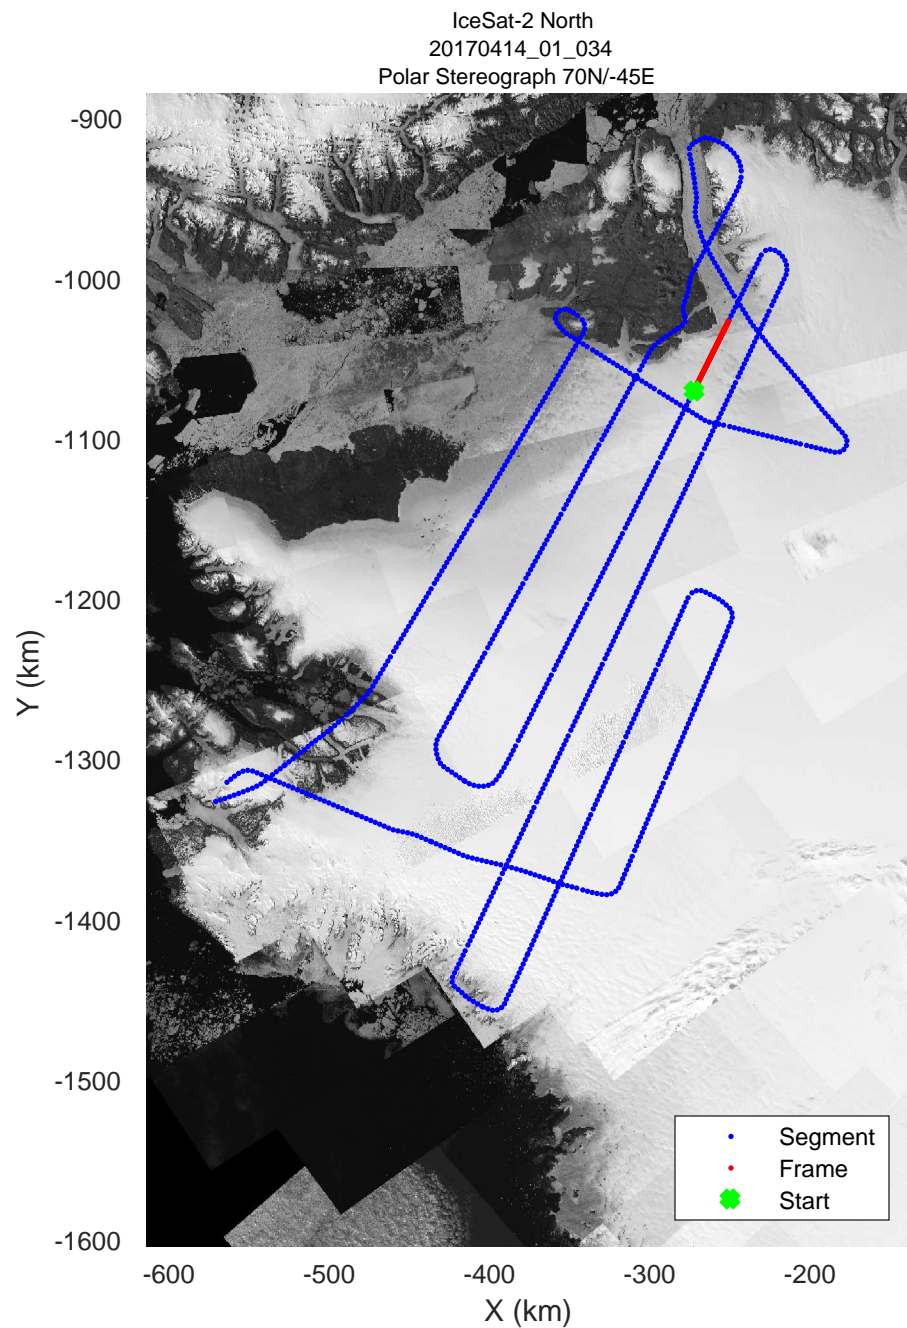 IceSat-2 North
20170414_01_034
Polar Stereograph 70N/-45E
-900
-1000
-1100
-1200
-1300
-1400
-1500
-1600
Y (km)
Segment
Frame
Start
-600 -500 -400 -300 -200
X (km)